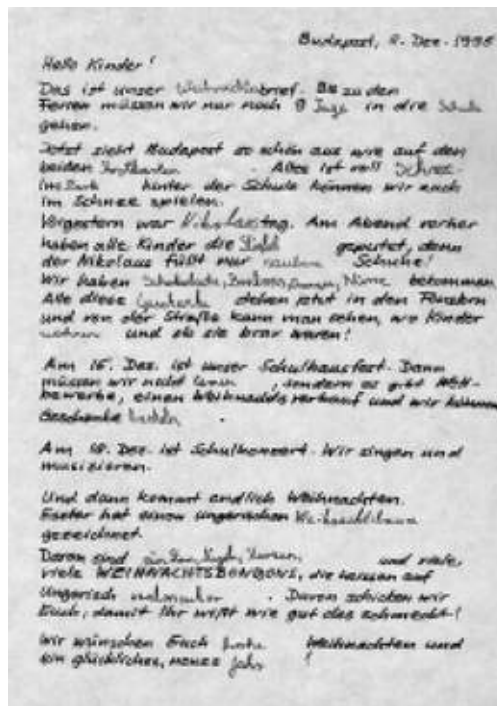 Budapest, 8. Dez. 1995
Hallo Kinder!
Das ist unser Weihnachtsbrief. Bis zu den
Ferien müssen wir nur noch 9 Tage in die Schule
gehen.
Jetzt sieht Budapest so schön aus wie auf den
beiden Postkarten. Alles ist voll Schnee.
Im Park hinter der Schule können wir auch
im Schnee spielen.
Vorgestern war Nikolaustag. Am Abend vorher
haben alle Kinder die Stiefel geputzt, denn
der Nikolaus füllt nur saubere Schuhe!
Wir haben Schokolade, Bonbons, Nüsse bekommen.
Alle diese stehen jetzt in den Fenstern
und von der Straße kann man sehen, wo Kinder
wohnen und ob sie brav waren!
Am 15. Dez. ist unser Schulhausfest. Dann
müssen wir nicht lernen, sondern es gibt Wett-
bewerbe, einen Weihnachtsverkauf und wir können
Geschenke basteln.
Am 18. Dez. ist Schulkonzert. Wir singen und
musizieren.
Und dann kommt endlich Weihnachten.
Eszter hat einen ungarischen Weihnachtsbaum
gezeichnet.
Daran sind Kugeln, Kerzen, und viele,
viele WEIHNACHTSBONBONS, die heissen auf
Ungarisch . Davon schicken wir
Euch, damit Ihr wißt wie gut das schmeckt!
Wir wünschen Euch frohe Weihnachten und
ein glückliches, neues Jahr!